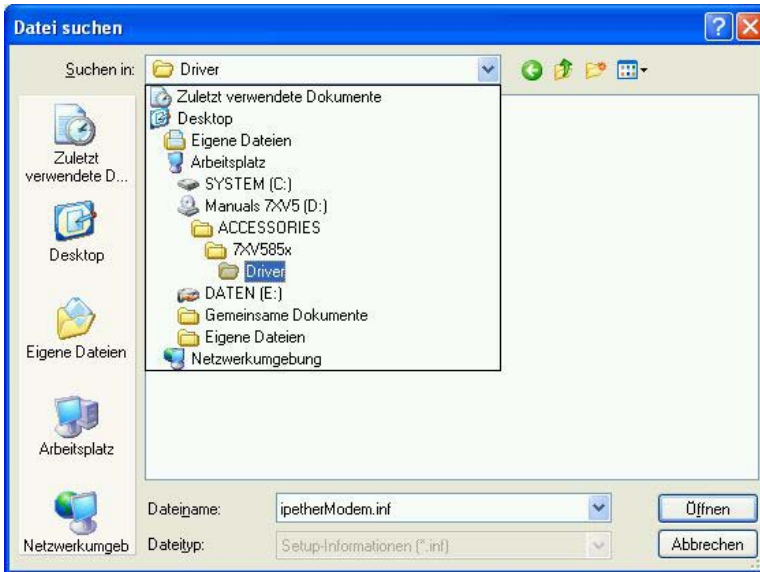 Datei suchen
Suchen in:
Driver
Zuletzt verwendete Dokumente
Desktop
Eigene Dateien
Arbeitsplatz
SYSTEM (C:)
Manuals 7XV5 (D:)
ACCESSORIES
7XV585x
Driver
DATEN (E:)
Gemeinsame Dokumente
Eigene Dateien
Netzwerkumgebung
Zuletzt
verwendete D...
Desktop
Eigene Dateien
Arbeitsplatz
Netzwerkumgeb
Dateiname:
ipetherModem.inf
Öffnen
Dateityp:
Setup-Informationen (*.inf)
Abbrechen